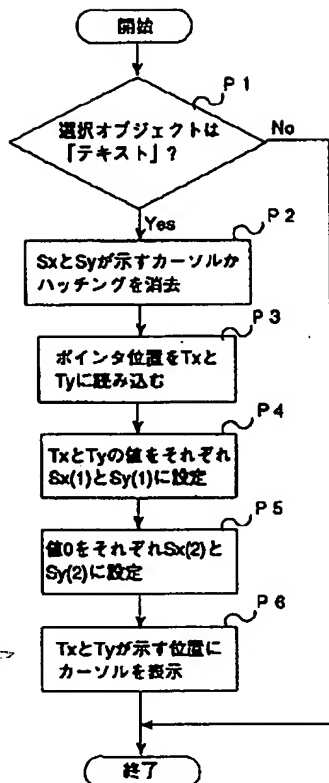 開始
P1
選択オブジェクトは
「テキスト」?
No
Yes
P2
SxとSyが示すカーソルか
ハッチングを消去
P3
ポインタ位置をTxと
Tyに読み込む
P4
TxとTyの値をそれぞれ
Sx(1)とSy(1)に設定
P5
値0をそれぞれSx(2)と
Sy(2)に設定
P6
TxとTyが示す位置に
カーソルを表示
終了